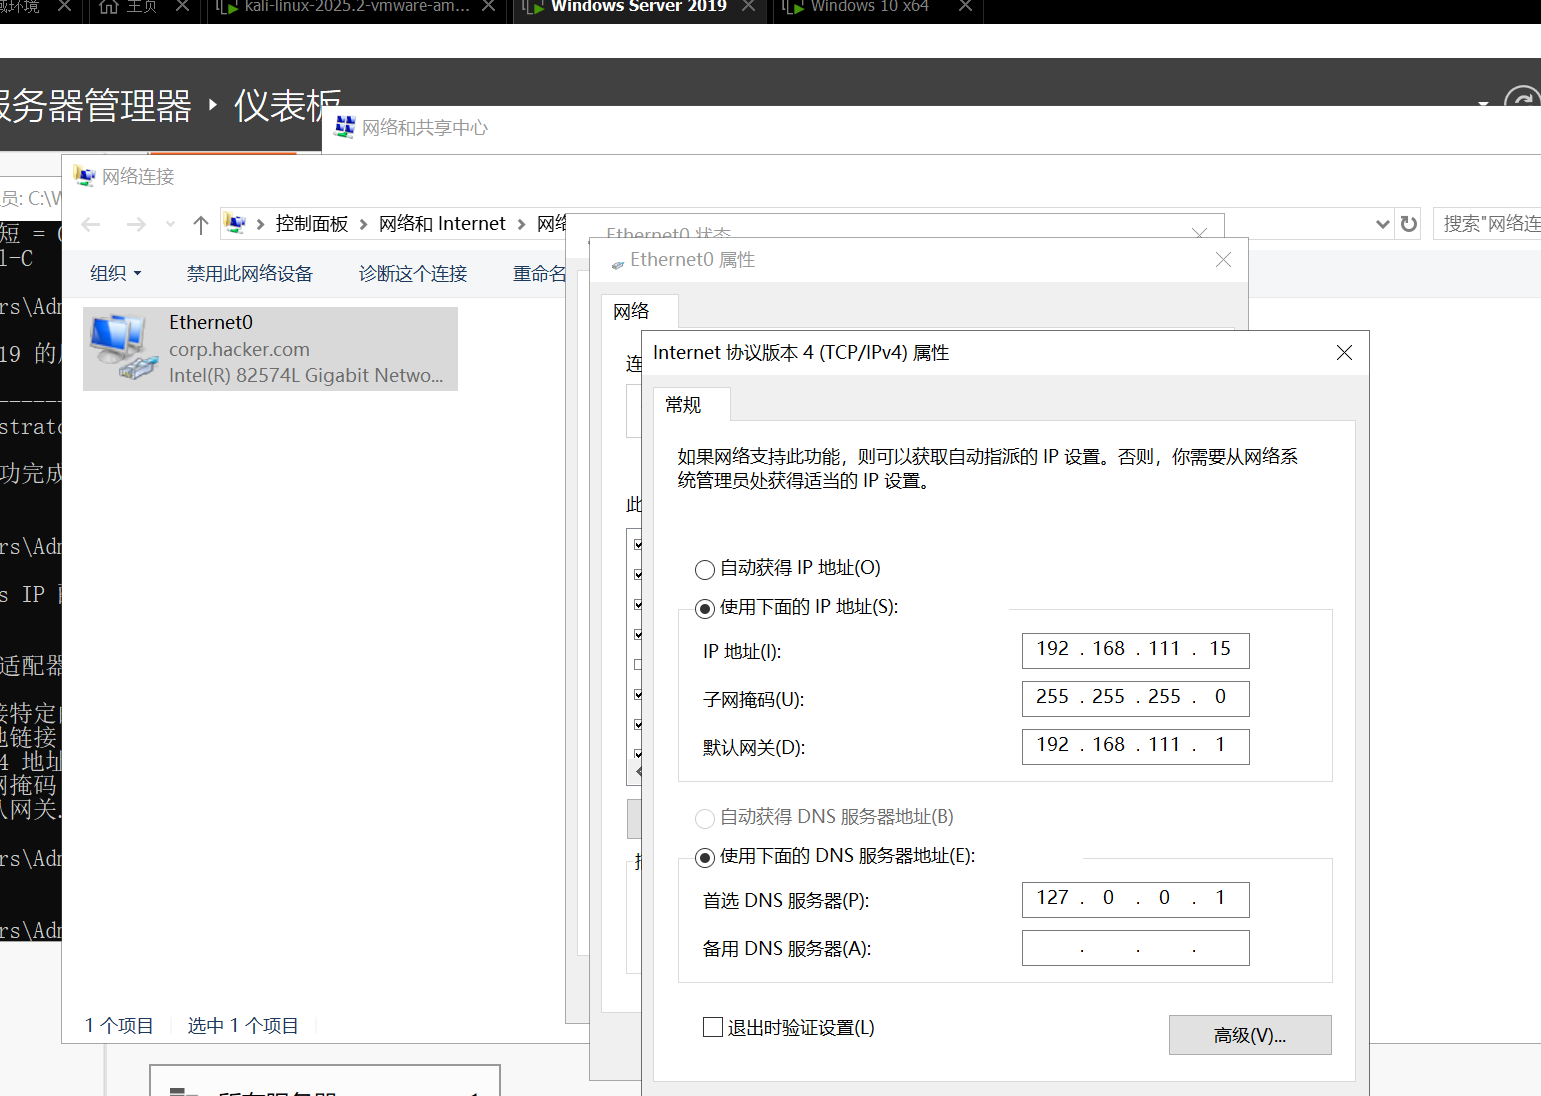 域环境
主页
kali-linux-2025.2-vmware-am...
Windows Server 2019
Windows 10 x64
服务器管理器 ‣ 仪表板
网络和共享中心
网络连接
员: C:\W
短 =
l-C
rs\Adm
19 的
strato
功完成
rs\Adm
s IP
适配器
接特定
地链接
4 地址
网掩码
认网关.
rs\Adm
rs\Adm
控制面板 › 网络和 Internet › 网络
搜索"网络连
组织
禁用此网络设备
诊断这个连接
重命名
Ethernet0
corp.hacker.com
Intel(R) 82574L Gigabit Netwo...
1 个项目
选中 1 个项目
Ethernet0 状态
Ethernet0 属性
网络
连
此
Internet 协议版本 4 (TCP/IPv4) 属性
常规
如果网络支持此功能，则可以获取自动指派的 IP 设置。否则，你需要从网络系
统管理员处获得适当的 IP 设置。
自动获得 IP 地址(O)
使用下面的 IP 地址(S):
IP 地址(I):
192 . 168 . 111 . 15
子网掩码(U):
255 . 255 . 255 . 0
默认网关(D):
192 . 168 . 111 . 1
自动获得 DNS 服务器地址(B)
使用下面的 DNS 服务器地址(E):
首选 DNS 服务器(P):
127 . 0 . 0 . 1
备用 DNS 服务器(A):
. . .
退出时验证设置(L)
高级(V)...
所有服务器